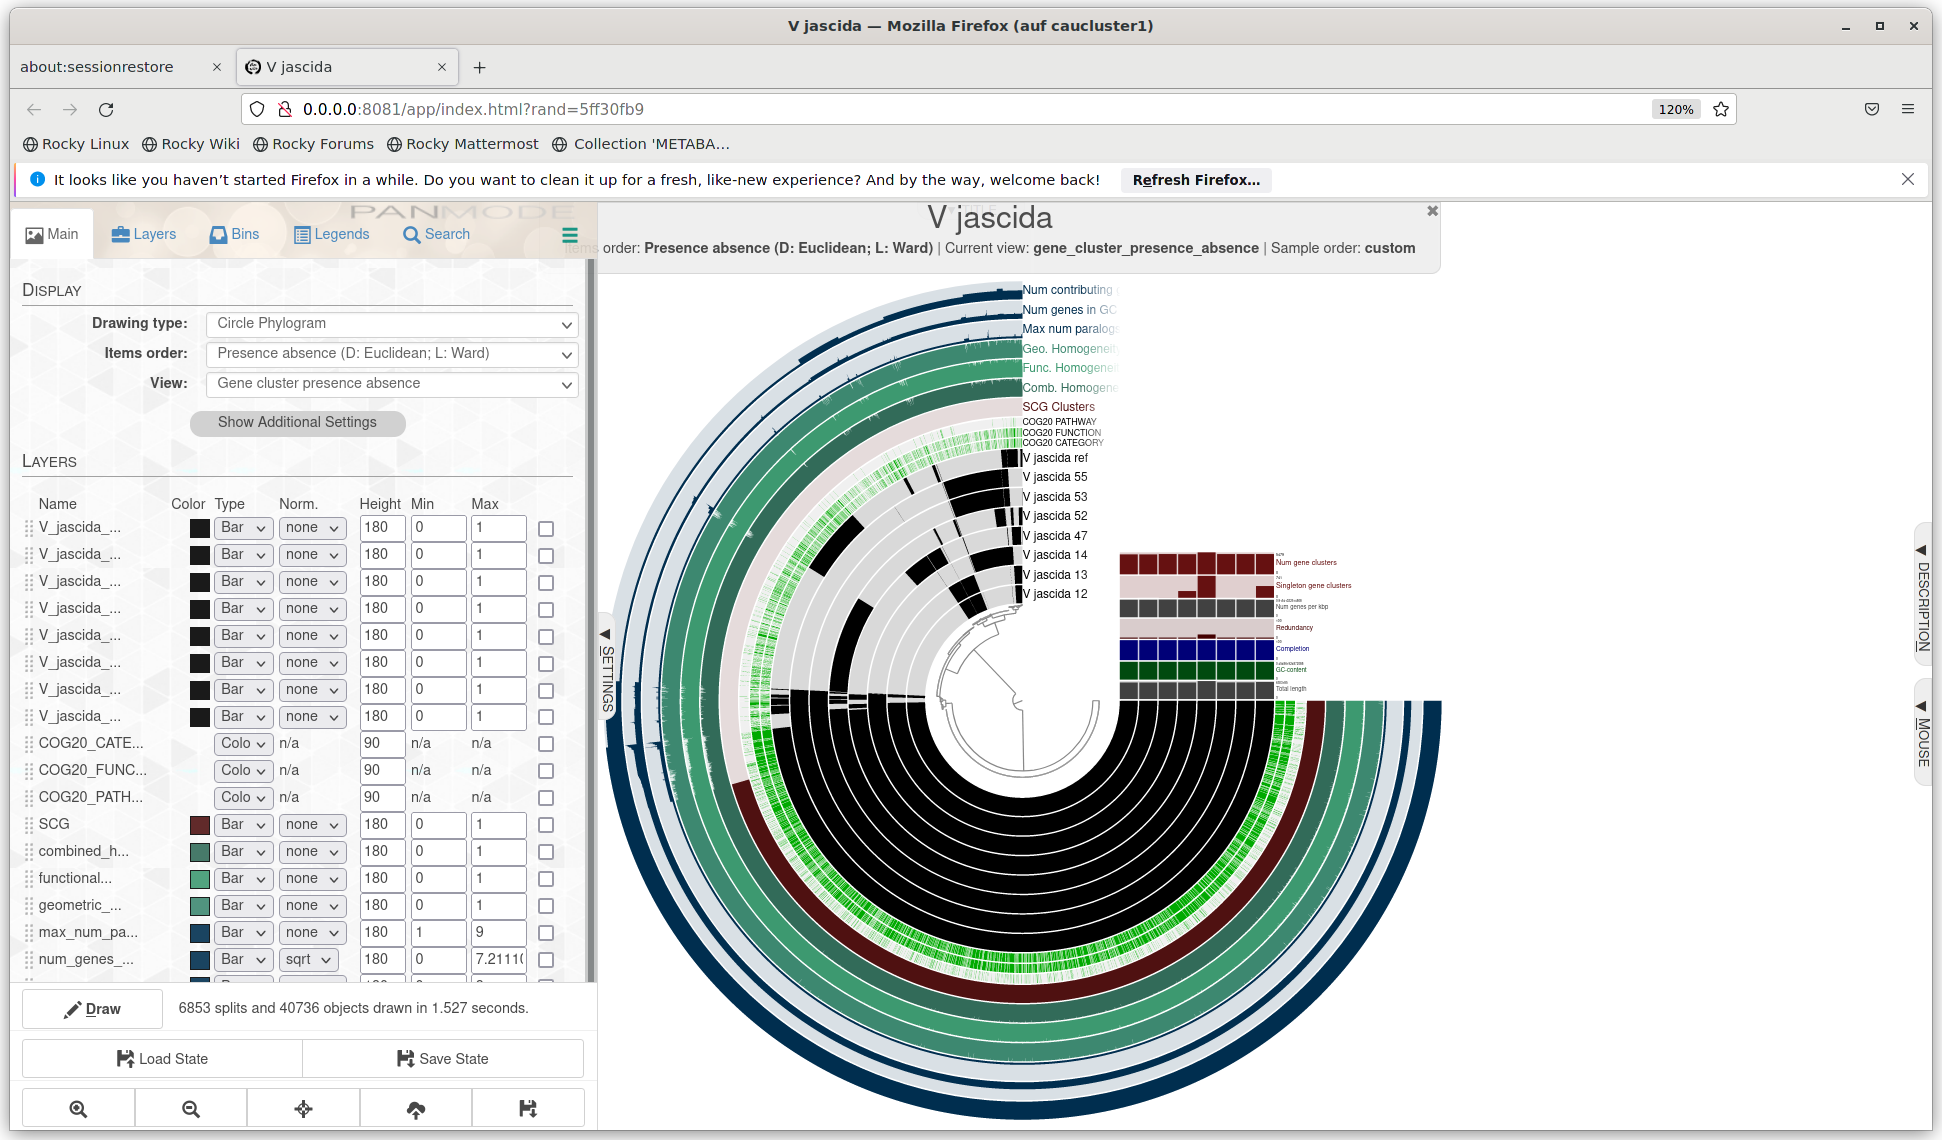 V jascida — Mozilla Firefox (auf caucluster1)
about:sessionrestore
V jascida
0.0.0.0:8081/app/index.html?rand=5ff30fb9
120%
Rocky Linux
Rocky Wiki
Rocky Forums
Rocky Mattermost
Collection 'METABA...
It looks like you haven't started Firefox in a while. Do you want to clean it up for a fresh, like-new experience? And by the way, welcome back!
Refresh Firefox...
PANMODE
Main
Layers
Bins
Legends
Search
V jascida
order: Presence absence (D: Euclidean; L: Ward) | Current view: gene_cluster_presence_absence | Sample order: custom
DISPLAY
Drawing type: Circle Phylogram
Items order: Presence absence (D: Euclidean; L: Ward)
View: Gene cluster presence absence
Show Additional Settings
LAYERS
Name Color Type Norm. Height Min Max
V_jascida_... Bar none 180 0 1
V_jascida_... Bar none 180 0 1
V_jascida_... Bar none 180 0 1
V_jascida_... Bar none 180 0 1
V_jascida_... Bar none 180 0 1
V_jascida_... Bar none 180 0 1
V_jascida_... Bar none 180 0 1
V_jascida_... Bar none 180 0 1
COG20_CATE... Colo n/a 90 n/a n/a
COG20_FUNC... Colo n/a 90 n/a n/a
COG20_PATH... Colo n/a 90 n/a n/a
SCG Bar none 180 0 1
combined_h... Bar none 180 0 1
functional... Bar none 180 0 1
geometric_... Bar none 180 0 1
max_num_pa... Bar none 180 1 9
num_genes_... Bar sqrt 180 0 7.2111(
Draw
6853 splits and 40736 objects drawn in 1.527 seconds.
Load State
Save State
SETTINGS
Num contributing
Num genes in GC
Max num paralogs
Geo. Homogeneit
Func. Homogenei
Comb. Homogene
SCG Clusters
COG20 PATHWAY
COG20 FUNCTION
COG20 CATEGORY
V jascida ref
V jascida 55
V jascida 53
V jascida 52
V jascida 47
V jascida 14
V jascida 13
V jascida 12
Num gene clusters
Singleton gene clusters
Num genes per kbp
Redundancy
Completion
GC-content
Total length
DESCRIPTION
MOUSE